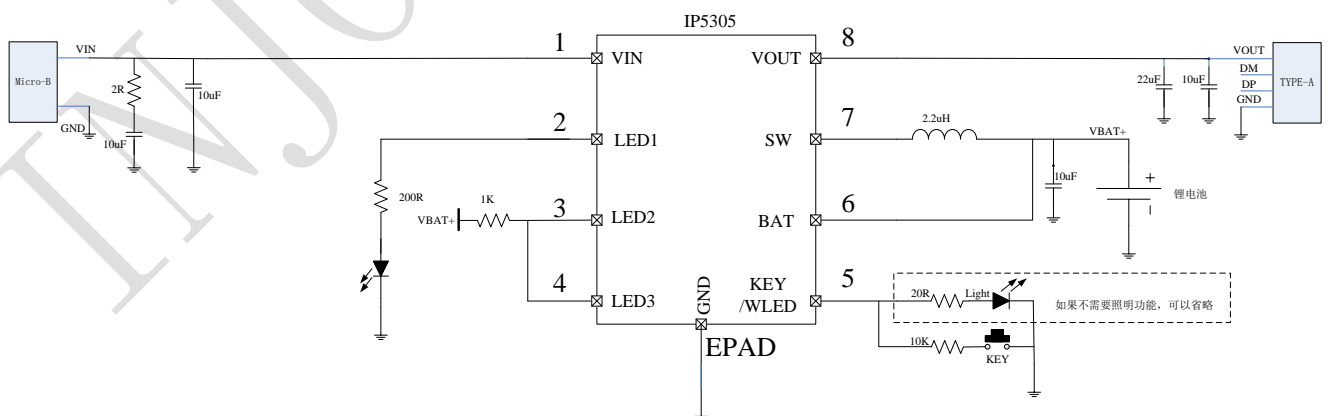 IP5305
1
8
VIN
VIN
VOUT
VOUT
Micro-B
2R
10uF
22uF
10uF
DM
DP
GND
TYPE-A
GND
10uF
2
7
2.2uH
VBAT+
LED1
SW
10uF
+
锂电池
200R
1K
3
6
VBAT+
LED2
BAT
4
5
LED3
GND
KEY
/WLED
20R
Light
如果不需要照明功能，可以省略
EPAD
10K
KEY
INJO